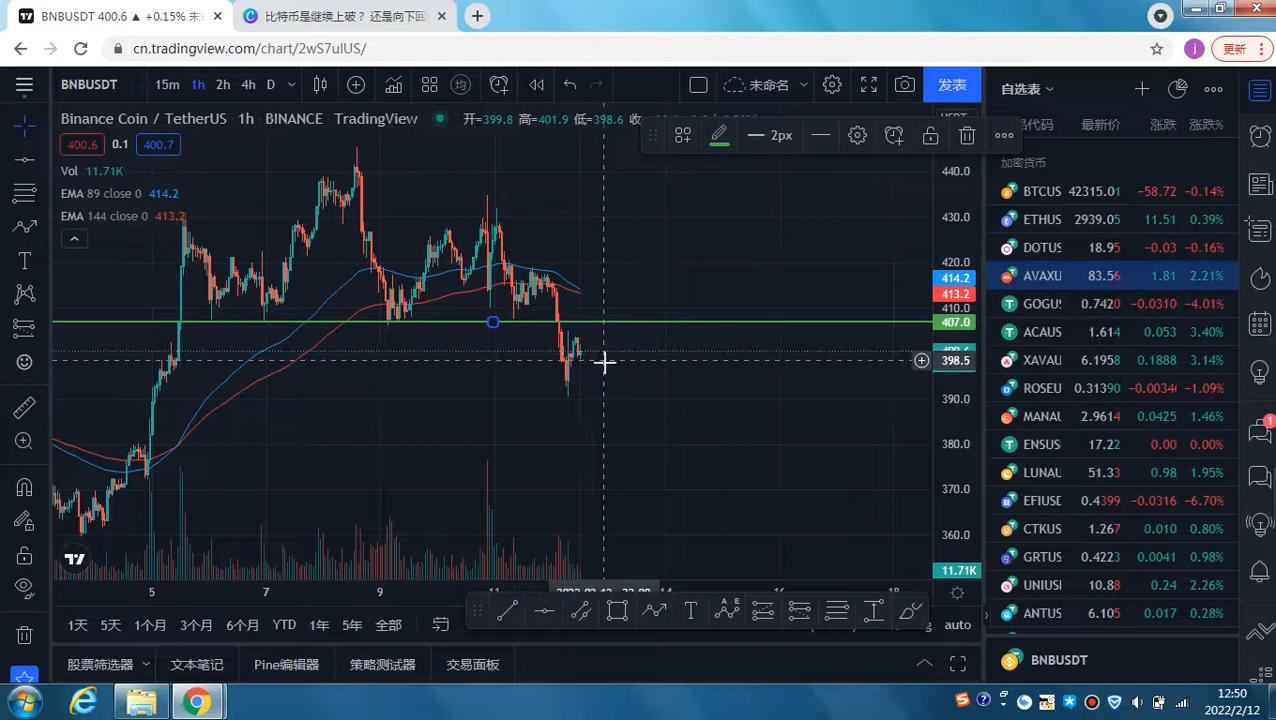 BNBUSDT 400.6 ▲ +0.15% 未
比特币是继续上破？ 还是向下回
cn.tradingview.com/chart/2wS7uIUS/
j
更新
BNBUSDT 15m 1h 2h 4h D
未命名
发表
自选表
Binance Coin / TetherUS · 1h · BINANCE · TradingView
开=399.8 高=401.9 低=398.6 收
400.6 0.1 400.7
2px
Vol 11.71K
EMA 89 close 0 414.2
EMA 144 close 0 413.2
440.0
430.0
420.0
414.2
413.2
410.0
407.0
398.5
390.0
380.0
370.0
360.0
11.71K
5 7 9 11 14 18
1天 5天 1个月 3个月 6个月 YTD 1年 5年 全部
auto
股票筛选器 文本笔记 Pine编辑器 策略测试器 交易面板
代码 最新价 涨跌 涨跌%
加密货币
BTCUS 42315.01 -58.72 -0.14%
ETHUS 2939.05 11.51 0.39%
DOTUS 18.95 -0.03 -0.16%
AVAXU 83.56 1.81 2.21%
GOGUS 0.7420 -0.0310 -4.01%
ACAUS 1.614 0.053 3.40%
XAVAU 6.1958 0.1888 3.14%
ROSEU 0.31390 -0.00346 -1.09%
MANAU 2.9614 0.0425 1.46%
ENSUS 17.22 0.00 0.00%
LUNAU 51.33 0.98 1.95%
EFIUSD 0.4399 -0.0316 -6.70%
CTKUS 1.267 0.010 0.80%
GRTUS 0.4223 0.0041 0.98%
UNIUS 10.88 0.24 2.26%
ANTUS 6.105 0.017 0.28%
BNBUSDT
1
12:50
2022/2/12